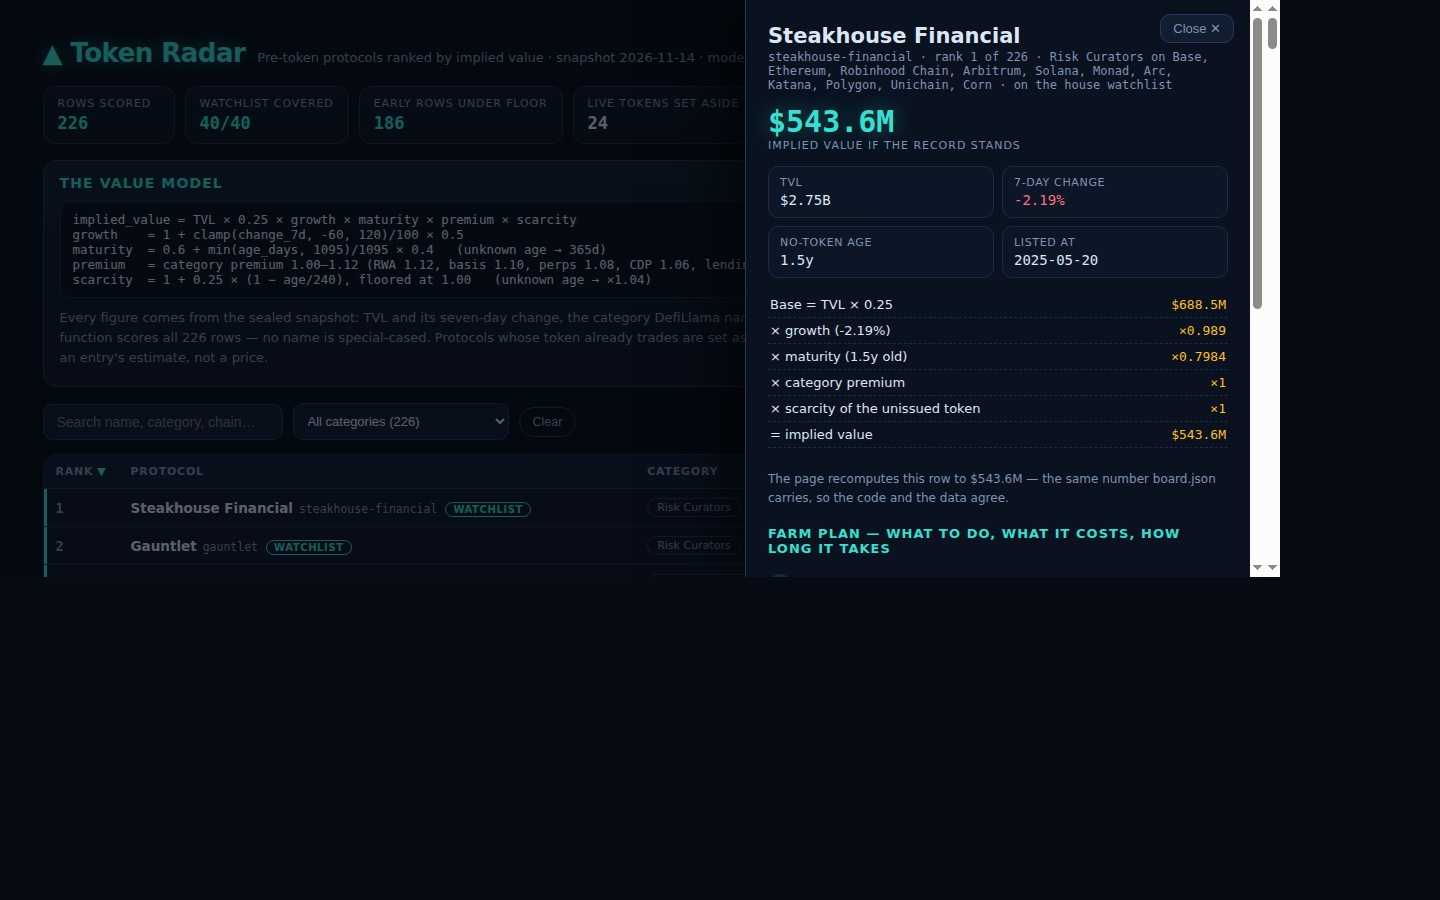 ▲ Token Radar Pre-token protocols ranked by implied value · snapshot 2026-11-14 · mode
ROWS SCORED
226
WATCHLIST COVERED
40/40
EARLY ROWS UNDER FLOOR
186
LIVE TOKENS SET ASIDE
24
THE VALUE MODEL
implied_value = TVL × 0.25 × growth × maturity × premium × scarcity
growth = 1 + clamp(change_7d, -60, 120)/100 × 0.5
maturity = 0.6 + min(age_days, 1095)/1095 × 0.4 (unknown age → 365d)
premium = category premium 1.00–1.12 (RWA 1.12, basis 1.10, perps 1.08, CDP 1.06, lendin
scarcity = 1 + 0.25 × (1 − age/240), floored at 1.00 (unknown age → ×1.04)
Every figure comes from the sealed snapshot: TVL and its seven-day change, the category DefiLlama nam
function scores all 226 rows — no name is special-cased. Protocols whose token already trades are set as
an entry's estimate, not a price.
Search name, category, chain…
All categories (226)
Clear
RANK ▼ PROTOCOL CATEGORY
1 Steakhouse Financial steakhouse-financial WATCHLIST Risk Curators
2 Gauntlet gauntlet WATCHLIST Risk Curators
Close ✕
Steakhouse Financial
steakhouse-financial · rank 1 of 226 · Risk Curators on Base,
Ethereum, Robinhood Chain, Arbitrum, Solana, Monad, Arc,
Katana, Polygon, Unichain, Corn · on the house watchlist
$543.6M
IMPLIED VALUE IF THE RECORD STANDS
TVL
$2.75B
7-DAY CHANGE
-2.19%
NO-TOKEN AGE
1.5y
LISTED AT
2025-05-20
Base = TVL × 0.25 $688.5M
× growth (-2.19%) ×0.989
× maturity (1.5y old) ×0.7984
× category premium ×1
× scarcity of the unissued token ×1
= implied value $543.6M
The page recomputes this row to $543.6M — the same number board.json
carries, so the code and the data agree.
FARM PLAN — WHAT TO DO, WHAT IT COSTS, HOW
LONG IT TAKES